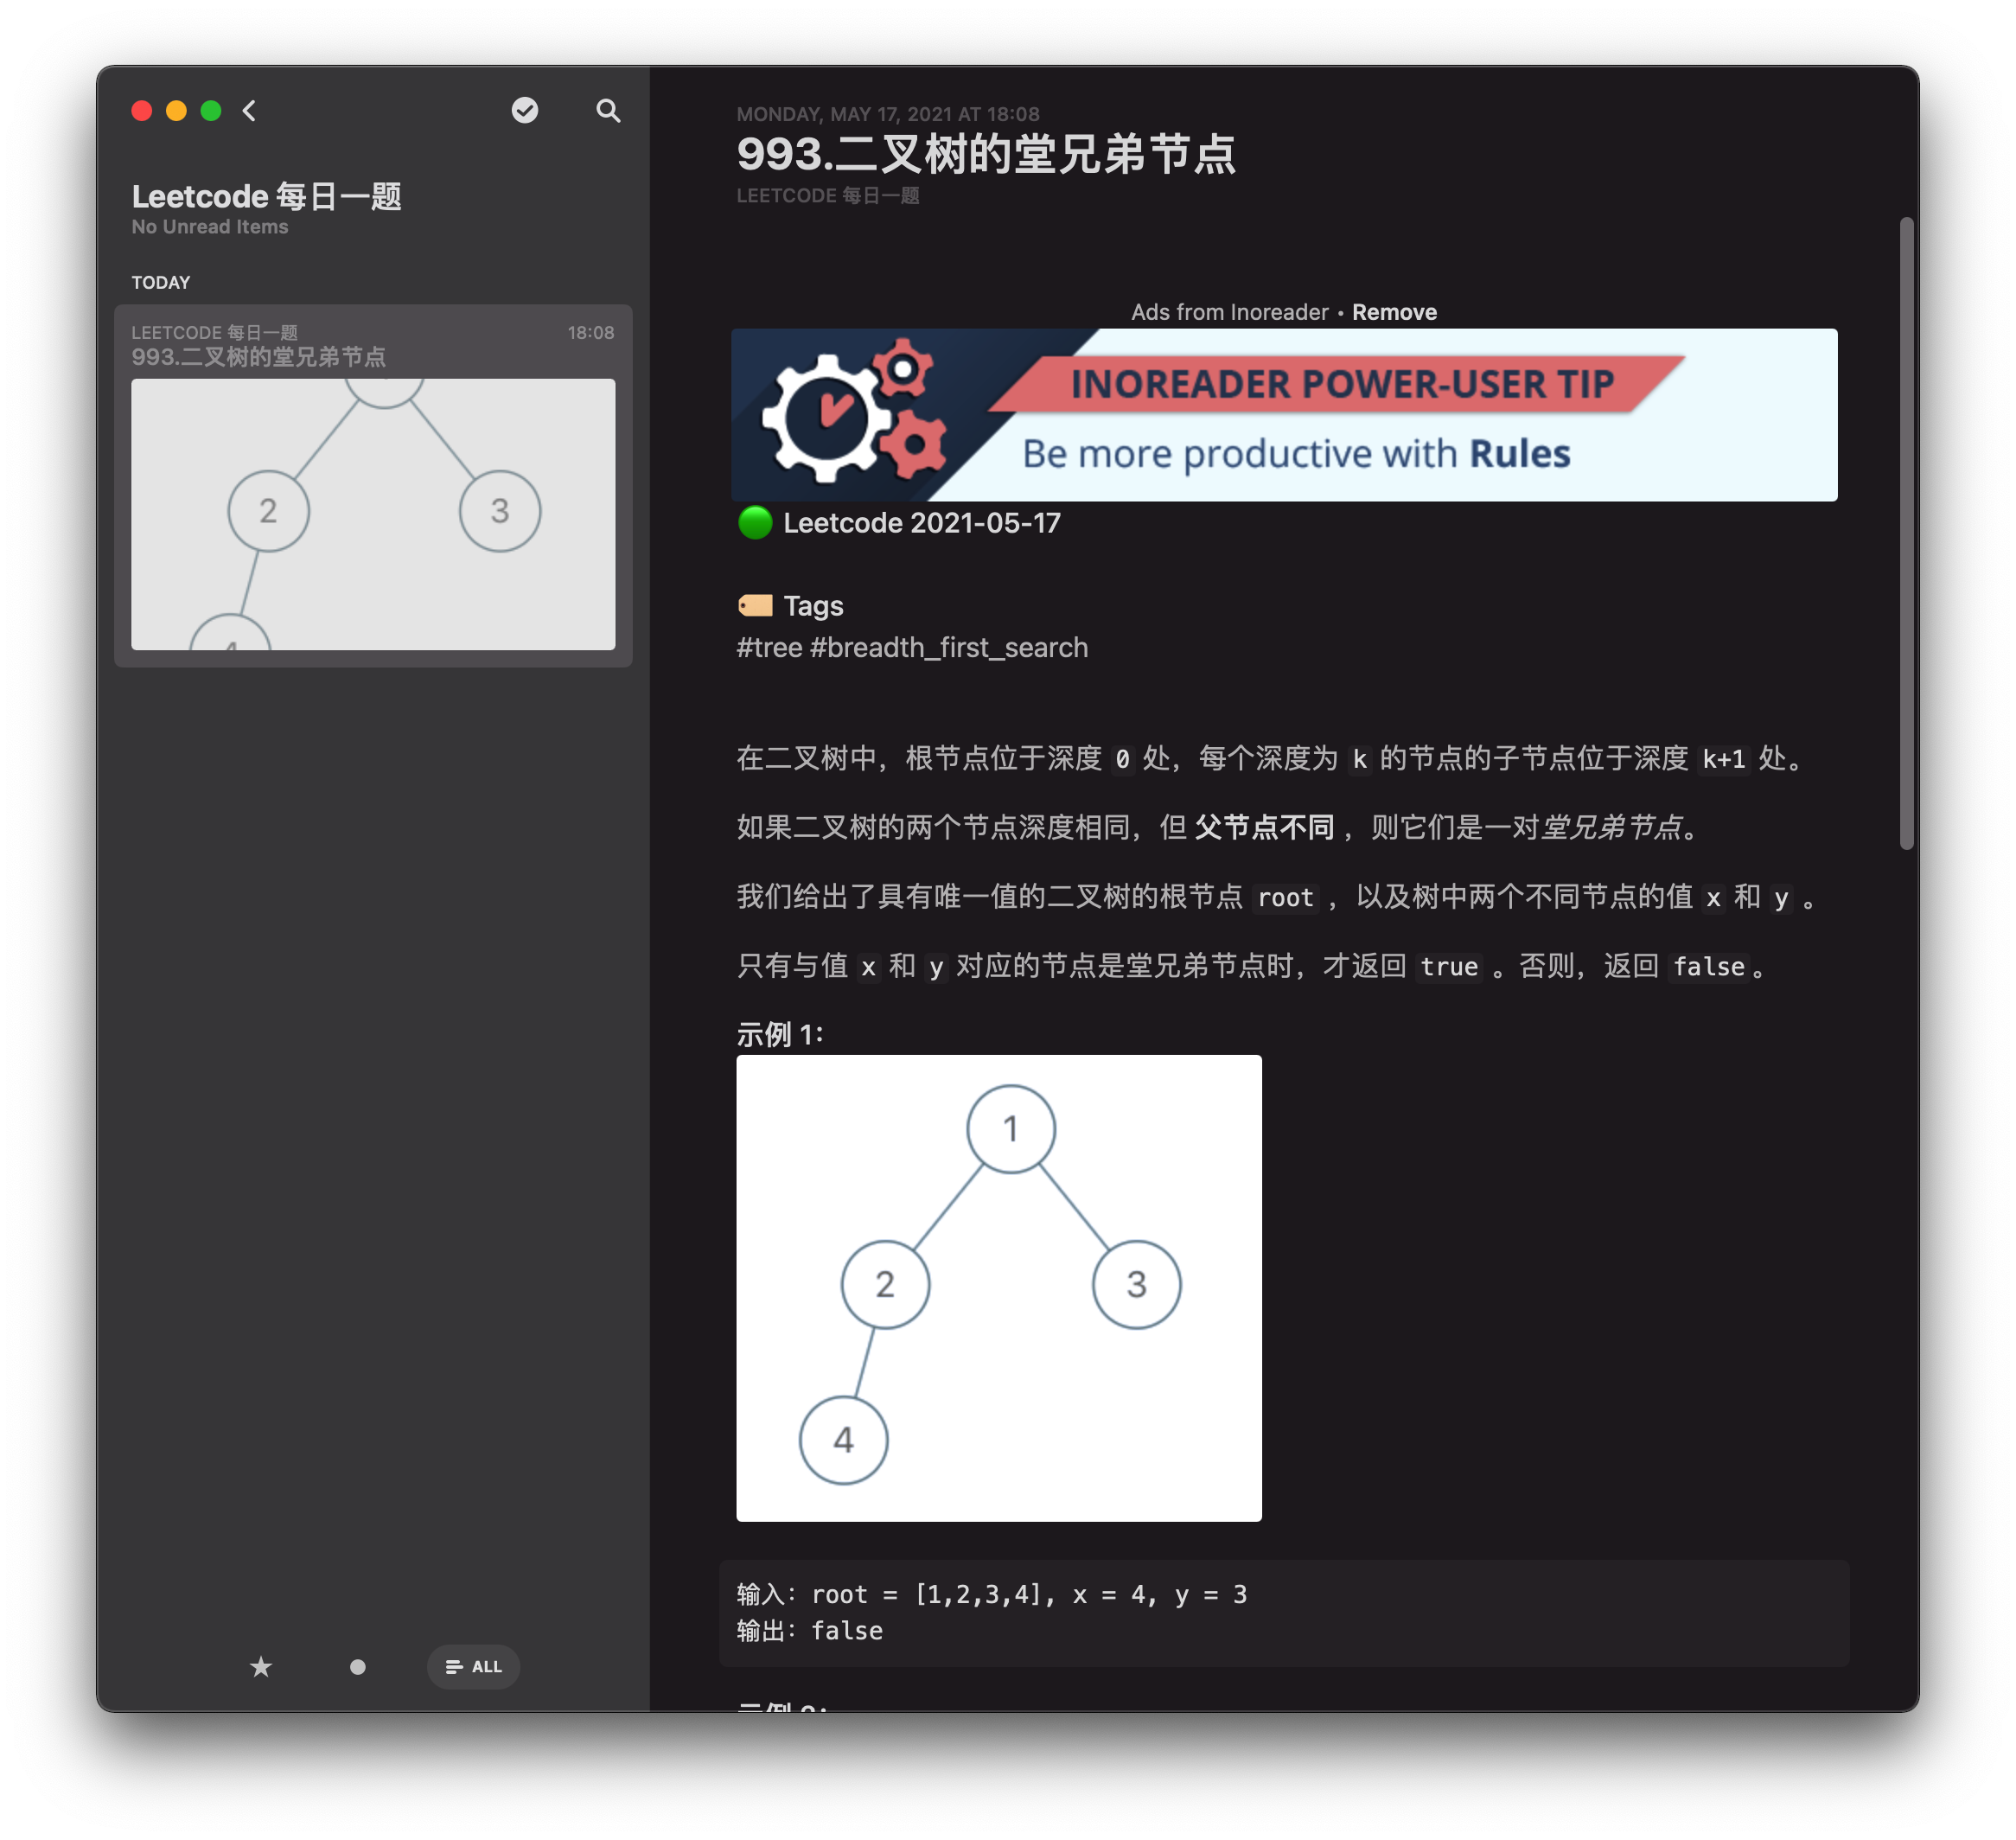 Leetcode 每日一题
No Unread Items
TODAY
LEETCODE 每日一题 18:08
993.二叉树的堂兄弟节点
2
3
4
ALL
MONDAY, MAY 17, 2021 AT 18:08
993.二叉树的堂兄弟节点
LEETCODE 每日一题
Ads from Inoreader • Remove
INOREADER POWER-USER TIP
Be more productive with Rules
🟢 Leetcode 2021-05-17
🏷️ Tags
#tree #breadth_first_search
在二叉树中，根节点位于深度 0 处，每个深度为 k 的节点的子节点位于深度 k+1 处。
如果二叉树的两个节点深度相同，但 父节点不同 ，则它们是一对堂兄弟节点。
我们给出了具有唯一值的二叉树的根节点 root ，以及树中两个不同节点的值 x 和 y 。
只有与值 x 和 y 对应的节点是堂兄弟节点时，才返回 true 。否则，返回 false。
示例 1：
1
2
3
4
输入：root = [1,2,3,4], x = 4, y = 3
输出：false
示例 2：